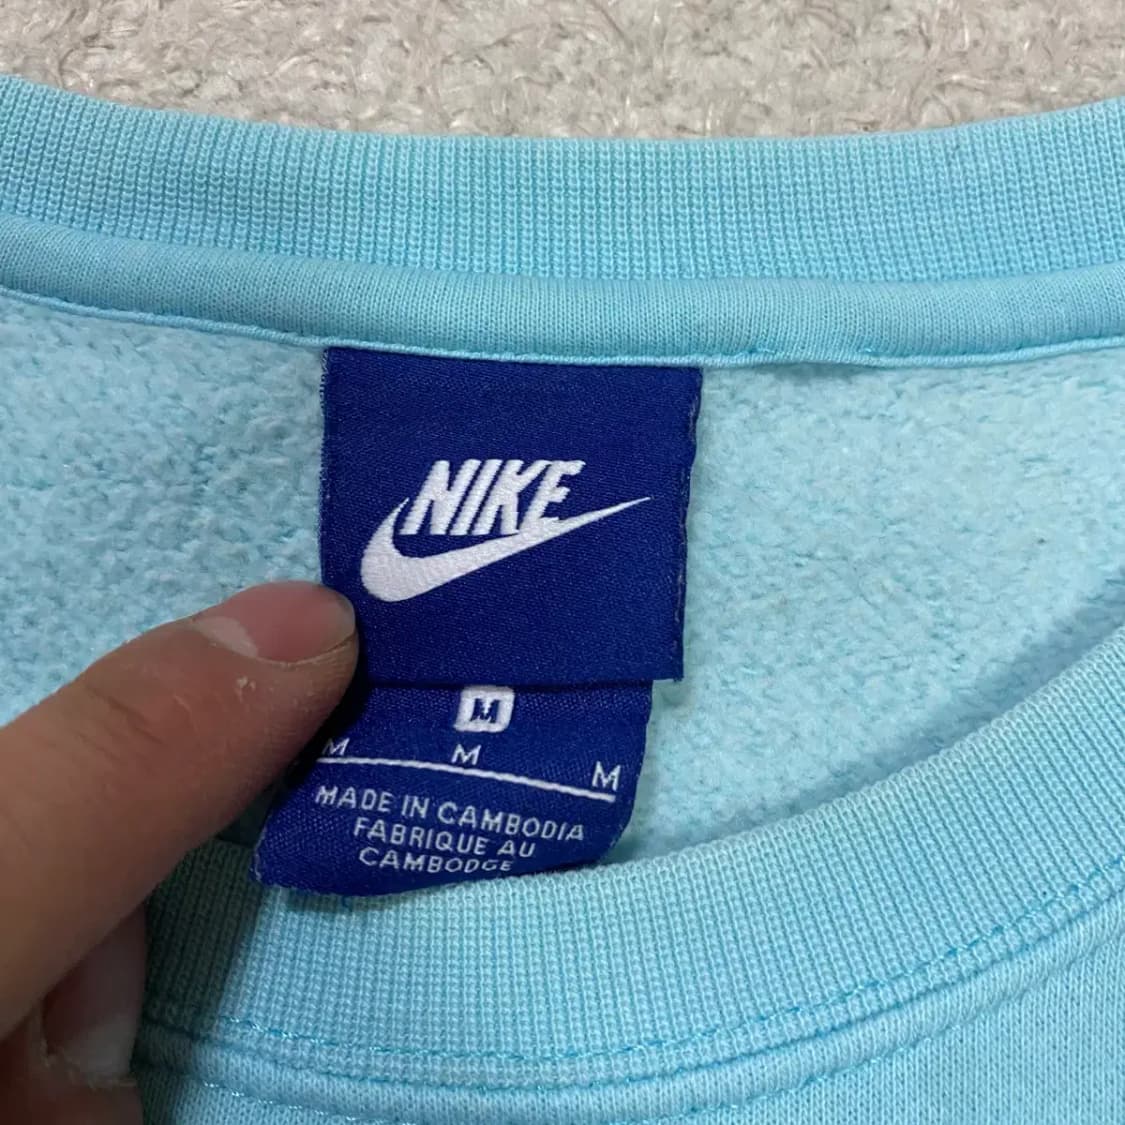 NIKE
M
M M M
MADE IN CAMBODIA
FABRIQUE AU
CAMBODGE